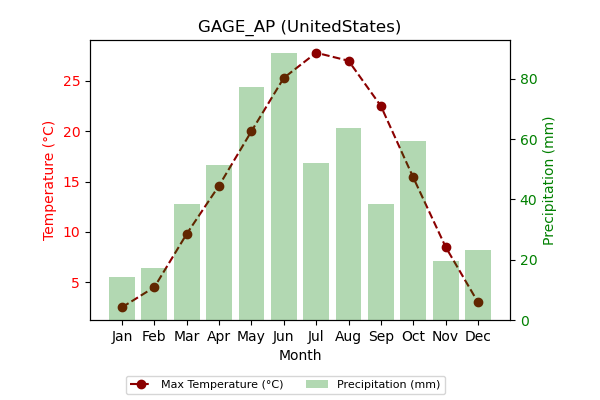 GAGE_AP (UnitedStates)
Temperature (°C)
25
20
15
10
5
80
60
40
20
0
Precipitation (mm)
Jan Feb Mar Apr May Jun Jul Aug Sep Oct Nov Dec
Month
Max Temperature (°C) Precipitation (mm)